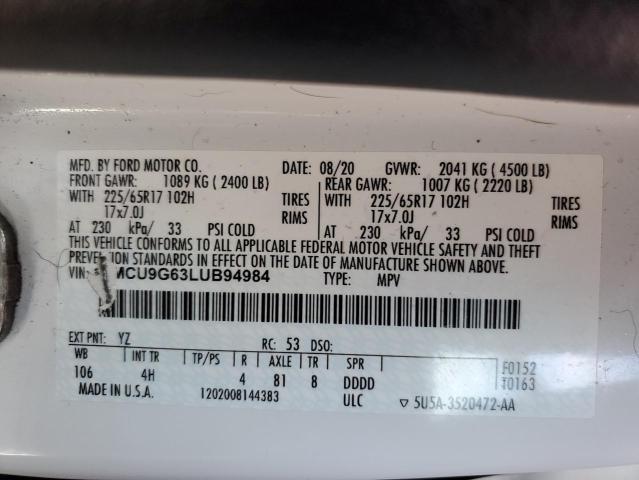 MFD. BY FORD MOTOR CO. DATE: 08/20 GVWR: 2041 KG ( 4500 LB)
FRONT GAWR: 1089 KG ( 2400 LB) REAR GAWR: 1007 KG ( 2220 LB)
WITH 225/65R17 102H TIRES WITH 225/65R17 102H TIRES
17x7.0J RIMS 17x7.0J RIMS
AT 230 kPa/ 33 PSI COLD AT 230 kPa/ 33 PSI COLD
THIS VEHICLE CONFORMS TO ALL APPLICABLE FEDERAL MOTOR VEHICLE SAFETY AND THEFT
PREVENTION STANDARDS IN EFFECT ON THE DATE OF MANUFACTURE SHOWN ABOVE.
VIN: MCU9G63LUB94984 TYPE: MPV
EXT PNT: YZ RC: 53 DSO:
WB INT TR TP/PS R AXLE TR SPR F0152
106 4H 4 81 8 DDDD T0163
MADE IN U.S.A. 1202008144383 ULC ▽ 5U5A-3520472-AA